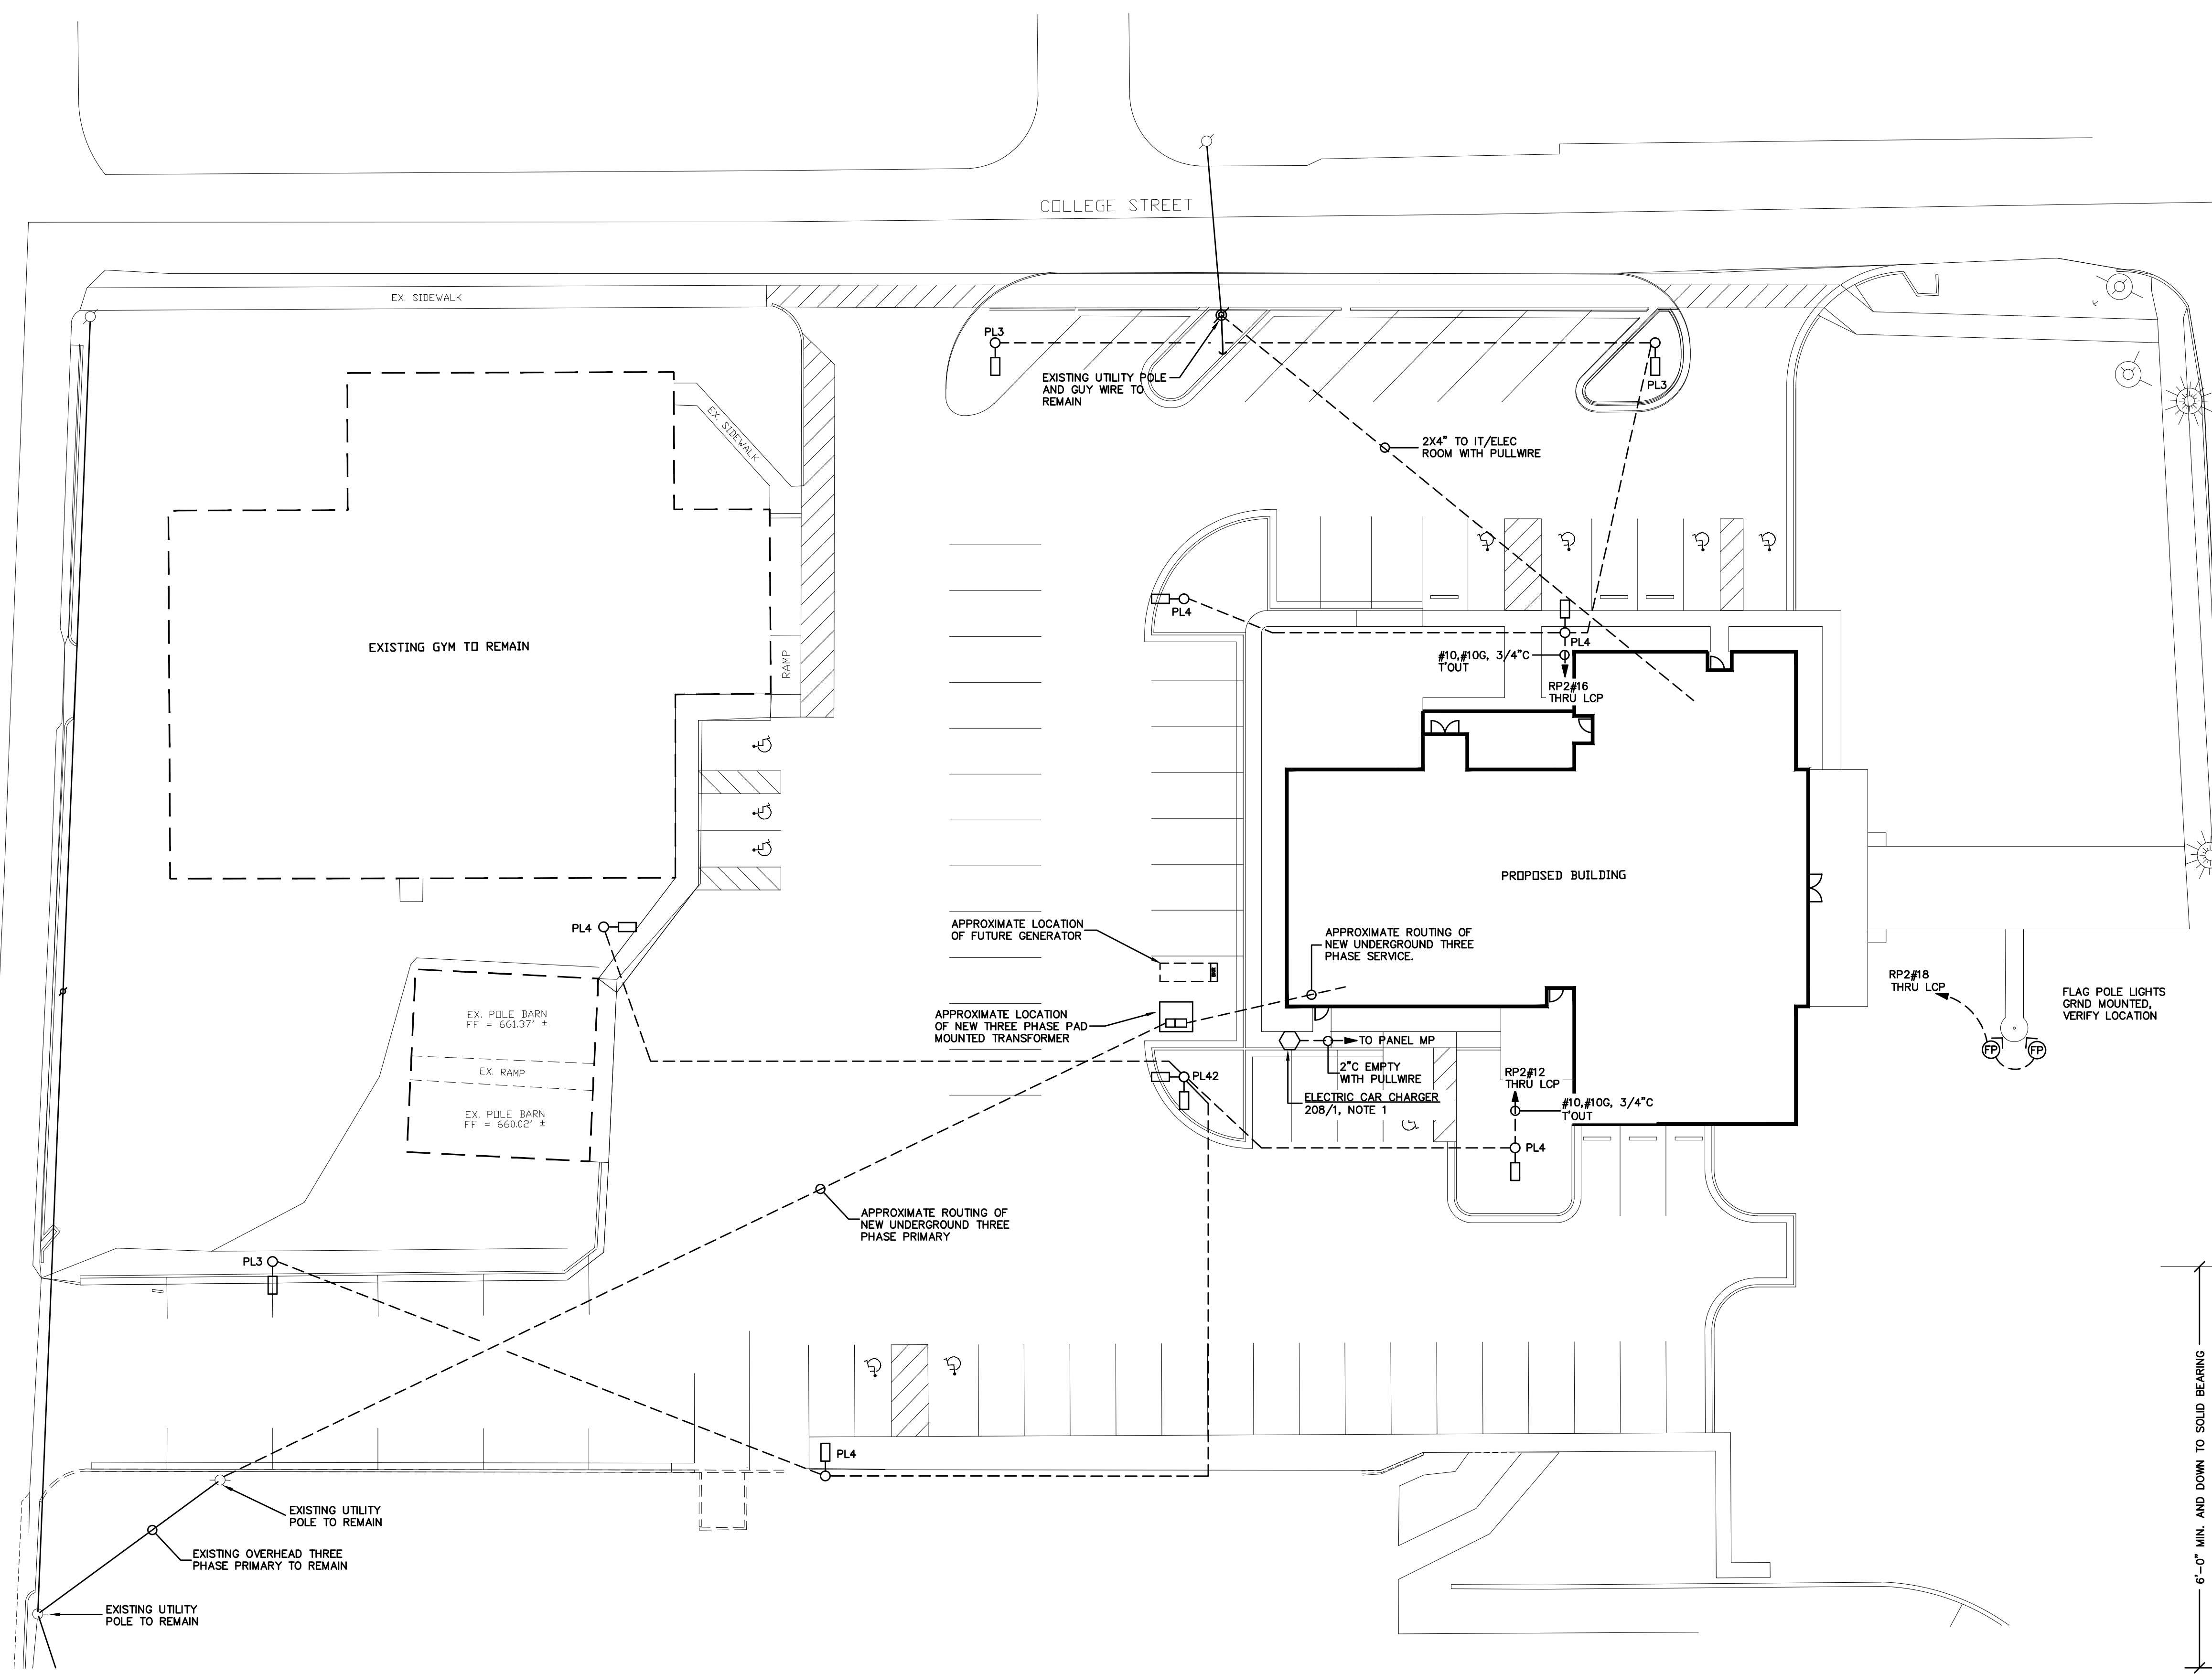 COLLEGE STREET
EX. SIDEWALK
PL3
EXISTING UTILITY POLE
AND GUY WIRE TO
REMAIN
PL3
EX. SIDEWALK
2X4" TO IT/ELEC
ROOM WITH PULLWIRE
PL4
PL4
#10,#10G, 3/4"C
T'OUT
RP2#16
THRU LCP
EXISTING GYM TO REMAIN
RAMP
PROPOSED BUILDING
PL4
APPROXIMATE LOCATION
OF FUTURE GENERATOR
APPROXIMATE ROUTING OF
NEW UNDERGROUND THREE
PHASE SERVICE.
RP2#18
THRU LCP
FLAG POLE LIGHTS
GRND MOUNTED,
VERIFY LOCATION
FP
FP
EX. POLE BARN
FF = 661.37' ±
EX. RAMP
EX. POLE BARN
FF = 660.02' ±
APPROXIMATE LOCATION
OF NEW THREE PHASE PAD
MOUNTED TRANSFORMER
TO PANEL MP
2"C EMPTY
WITH PULLWIRE
PL42
ELECTRIC CAR CHARGER
208/1, NOTE 1
RP2#12
THRU LCP
#10,#10G, 3/4"C
T'OUT
PL4
APPROXIMATE ROUTING OF
NEW UNDERGROUND THREE
PHASE PRIMARY
PL3
PL4
EXISTING UTILITY
POLE TO REMAIN
EXISTING OVERHEAD THREE
PHASE PRIMARY TO REMAIN
EXISTING UTILITY
POLE TO REMAIN
6'-0" MIN. AND DOWN TO SOLID BEARING